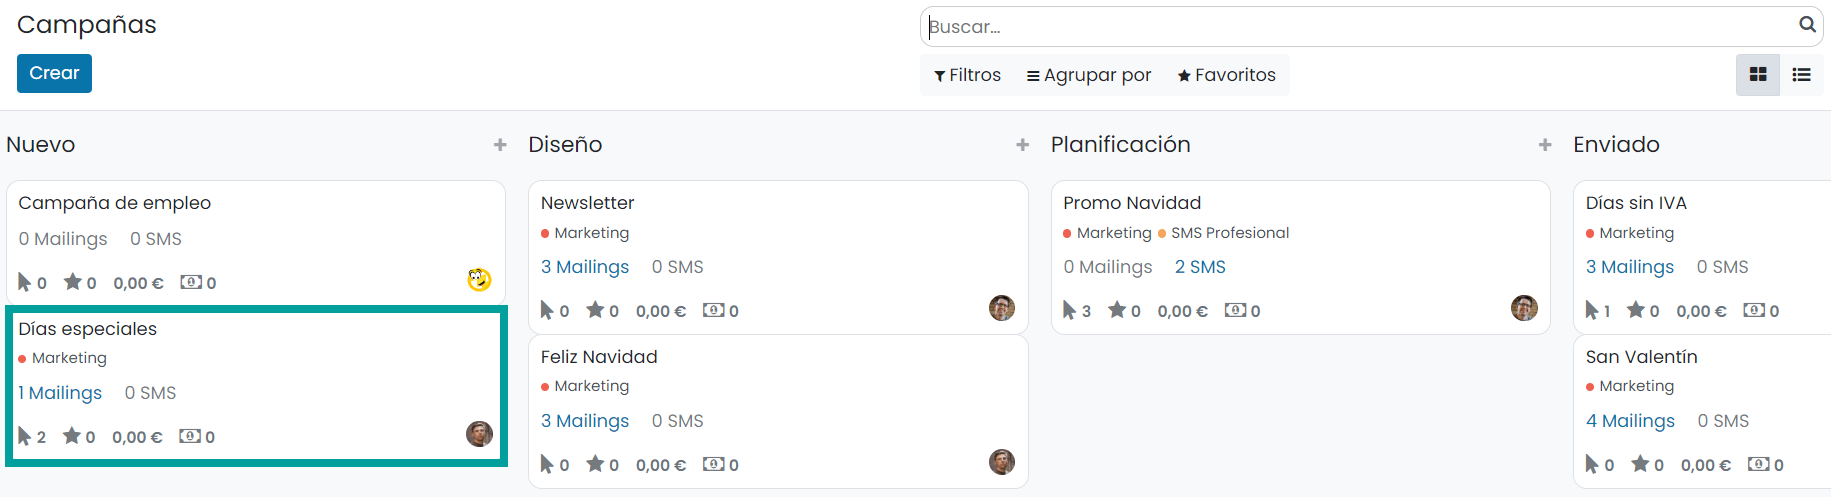 Campañas
Buscar...
Crear
Filtros
Agrupar por
Favoritos
Nuevo
Campaña de empleo
0 Mailings 0 SMS
0 0 0,00 € 0
Días especiales
Marketing
1 Mailings 0 SMS
2 0 0,00 € 0
Diseño
Newsletter
Marketing
3 Mailings 0 SMS
0 0 0,00 € 0
Feliz Navidad
Marketing
3 Mailings 0 SMS
0 0 0,00 € 0
Planificación
Promo Navidad
Marketing SMS Profesional
0 Mailings 2 SMS
3 0 0,00 € 0
Enviado
Días sin IVA
Marketing
3 Mailings 0 SMS
1 0 0,00 € 0
San Valentín
Marketing
4 Mailings 0 SMS
0 0 0,00 € 0